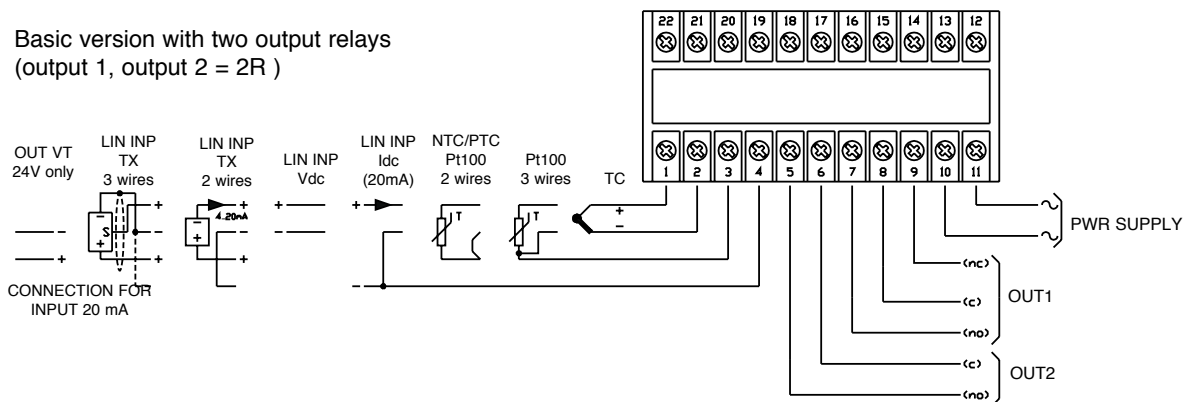 Basic version with two output relays
(output 1, output 2 = 2R )
22 21 20 19 18 17 16 15 14 13 12
1 2 3 4 5 6 7 8 9 10 11
OUT VT
24V only
LIN INP
TX
3 wires
LIN INP
TX
2 wires
LIN INP
Vdc
LIN INP
Idc
(20mA)
NTC/PTC
Pt100
2 wires
Pt100
3 wires
TC
+
-
S
+
-
+
-
+
-
+
4..20mA
-
+
+
-
+
+
-
+
-
T
T
+
-
PWR SUPPLY
(nc)
(c)
(no)
OUT1
(c)
(no)
OUT2
CONNECTION FOR
INPUT 20 mA